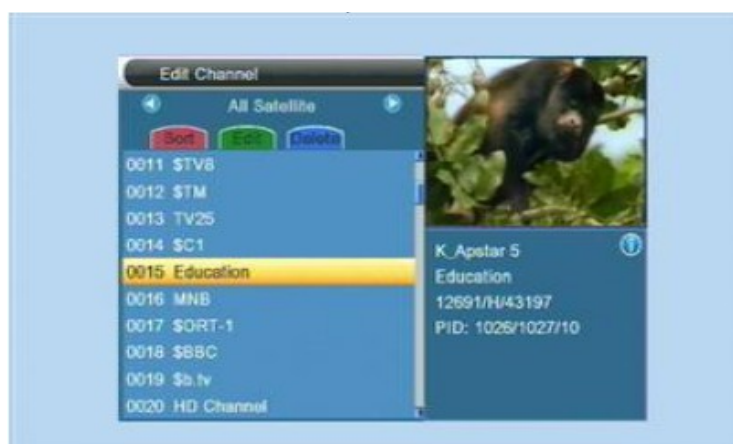 Edit Channel
All Satellite
Sort Edit Delete
0011 $TV8
0012 $TM
0013 TV25
0014 $C1
0015 Education
0016 MNB
0017 $ORT-1
0018 $BBC
0019 $b.tv
0020 HD Channel
K_Apstar 5
Education
12691/H/43197
PID: 1026/1027/10